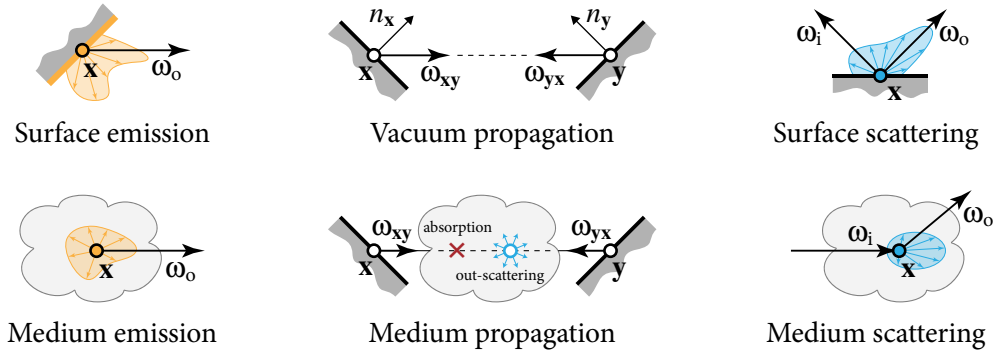 x
ωo
Surface emission
nx
x
ωxy
ny
ωyx
y
Vacuum propagation
ωi
ωo
x
Surface scattering
x
ωo
Medium emission
ωxy
x
absorption
out-scattering
ωyx
y
Medium propagation
ωi
ωo
x
Medium scattering